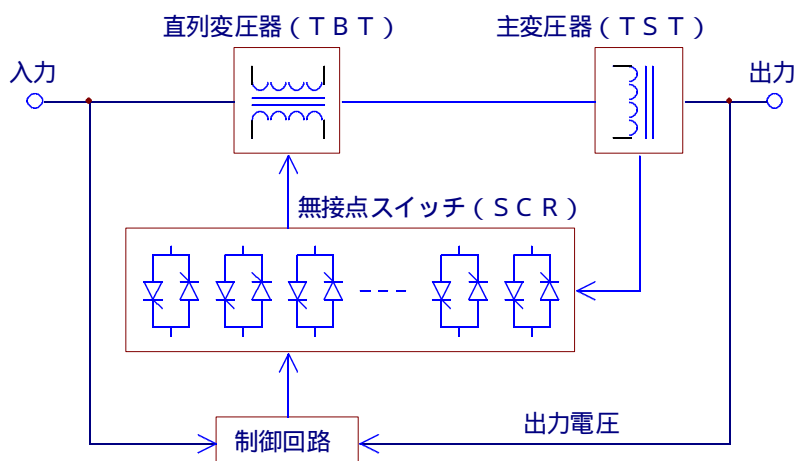 直列変圧器(TBT)
主変圧器(TST)
入力
出力
無接点スイッチ(SCR)
出力電圧
制御回路